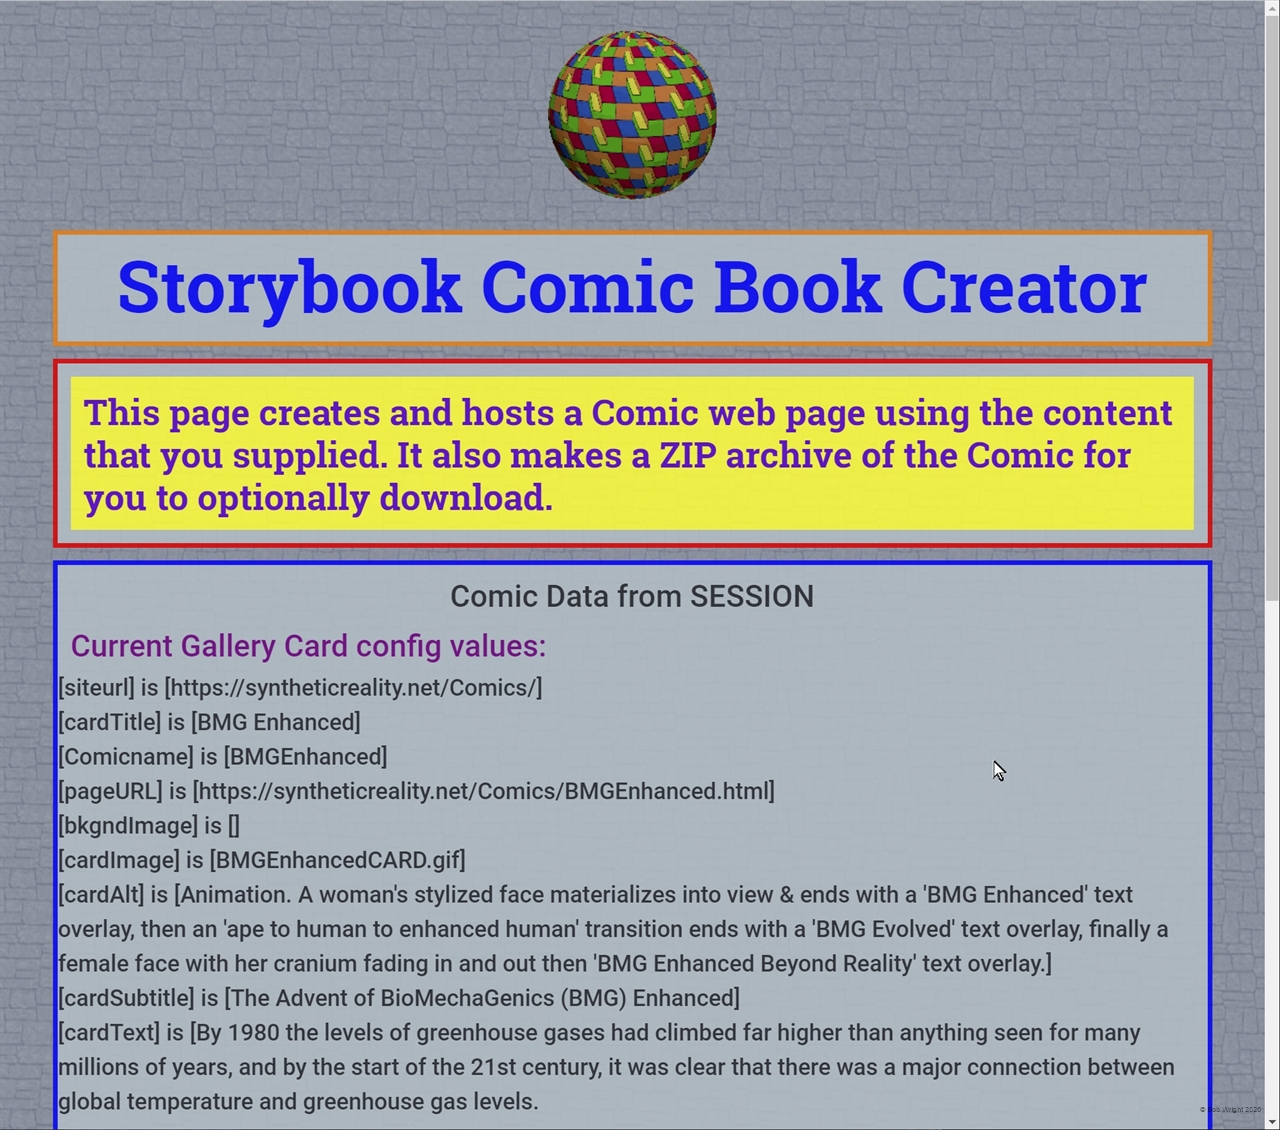 Storybook Comic Book Creator
This page creates and hosts a Comic web page using the content
that you supplied. It also makes a ZIP archive of the Comic for
you to optionally download.
Comic Data from SESSION
Current Gallery Card config values:
[siteurl] is [https://syntheticreality.net/Comics/]
[cardTitle] is [BMG Enhanced]
[Comicname] is [BMGEnhanced]
[pageURL] is [https://syntheticreality.net/Comics/BMGEnhanced.html]
[bkgndImage] is []
[cardImage] is [BMGEnhancedCARD.gif]
[cardAlt] is [Animation. A woman's stylized face materializes into view & ends with a 'BMG Enhanced' text
overlay, then an 'ape to human to enhanced human' transition ends with a 'BMG Evolved' text overlay, finally a
female face with her cranium fading in and out then 'BMG Enhanced Beyond Reality' text overlay.]
[cardSubtitle] is [The Advent of BioMechaGenics (BMG) Enhanced]
[cardText] is [By 1980 the levels of greenhouse gases had climbed far higher than anything seen for many
millions of years, and by the start of the 21st century, it was clear that there was a major connection between
global temperature and greenhouse gas levels.
© Bob Wright 2020